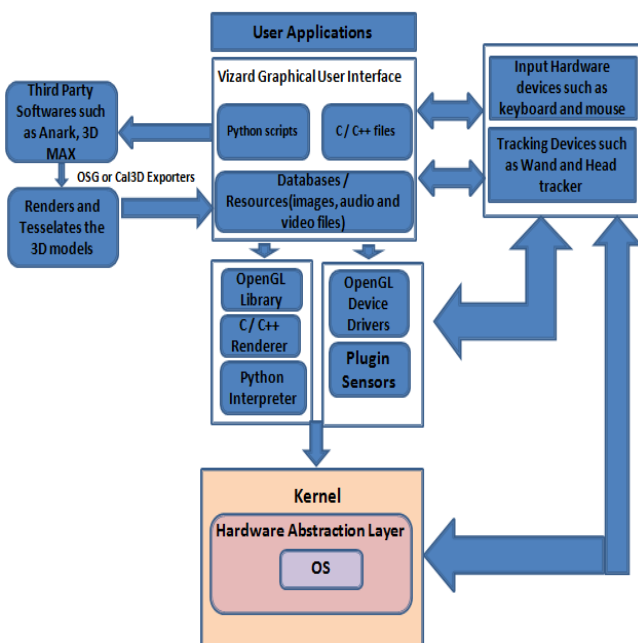 User Applications
Vizard Graphical User Interface
Python scripts
C / C++ files
Databases /
Resources(images, audio and
video files)
Third Party
Softwares such
as Anark, 3D
MAX
OSG or Cal3D Exporters
Renders and
Tesselates the
3D models
Input Hardware
devices such as
keyboard and mouse
Tracking Devices such
as Wand and Head
tracker
OpenGL
Library
C / C++
Renderer
Python
Interpreter
OpenGL
Device
Drivers
Plugin
Sensors
Kernel
Hardware Abstraction Layer
OS